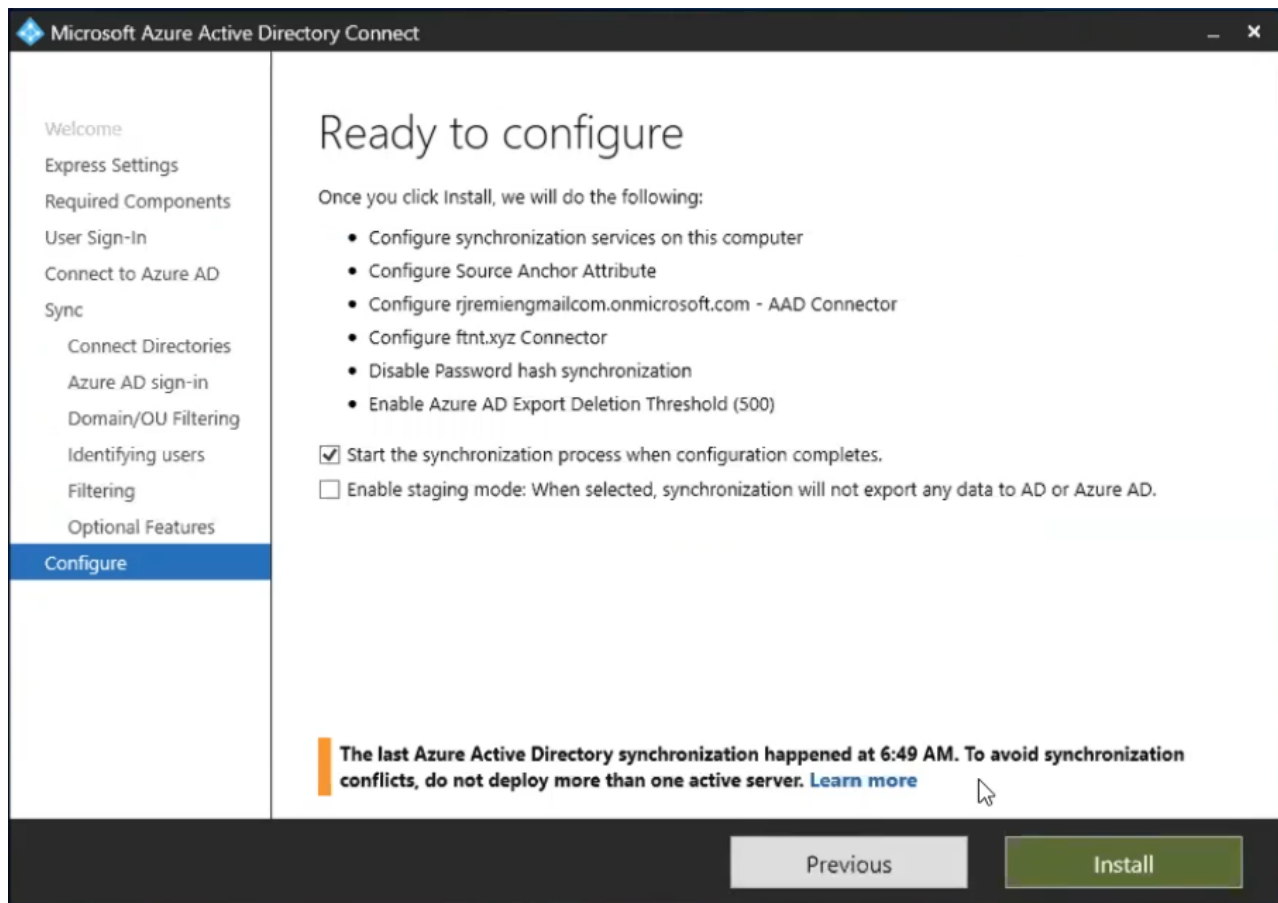 Microsoft Azure Active Directory Connect
Welcome
Express Settings
Required Components
User Sign-In
Connect to Azure AD
Sync
Connect Directories
Azure AD sign-in
Domain/OU Filtering
Identifying users
Filtering
Optional Features
Configure
Ready to configure
Once you click Install, we will do the following:
• Configure synchronization services on this computer
• Configure Source Anchor Attribute
• Configure rjremiengmailcom.onmicrosoft.com - AAD Connector
• Configure ftnt.xyz Connector
• Disable Password hash synchronization
• Enable Azure AD Export Deletion Threshold (500)
Start the synchronization process when configuration completes.
Enable staging mode: When selected, synchronization will not export any data to AD or Azure AD.
The last Azure Active Directory synchronization happened at 6:49 AM. To avoid synchronization
conflicts, do not deploy more than one active server. Learn more
Previous
Install